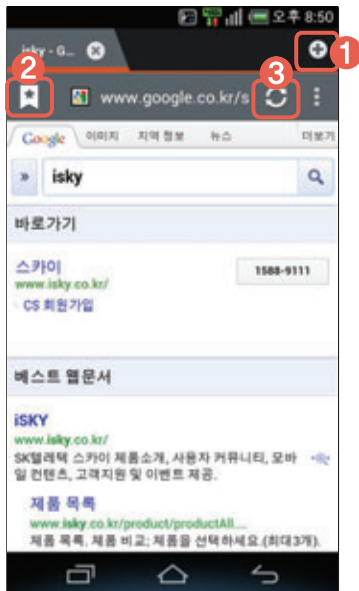 오후 8:50
isky - G...
1
2
3
www.google.co.kr/s
Google 이미지 지역 정보 뉴스 더보기
» isky
바로가기
스카이
1588-9111
www.isky.co.kr/
CS 회원가입
베스트 웹문서
iSKY
www.isky.co.kr/
SK텔레텍 스카이 제품소개, 사용자 커뮤니티, 모바
일 컨텐츠, 고객지원 및 이벤트 제공.
제품 목록
www.isky.co.kr/product/productAll....
제품 목록. 제품 비교; 제품을 선택하세요.(최대3개).